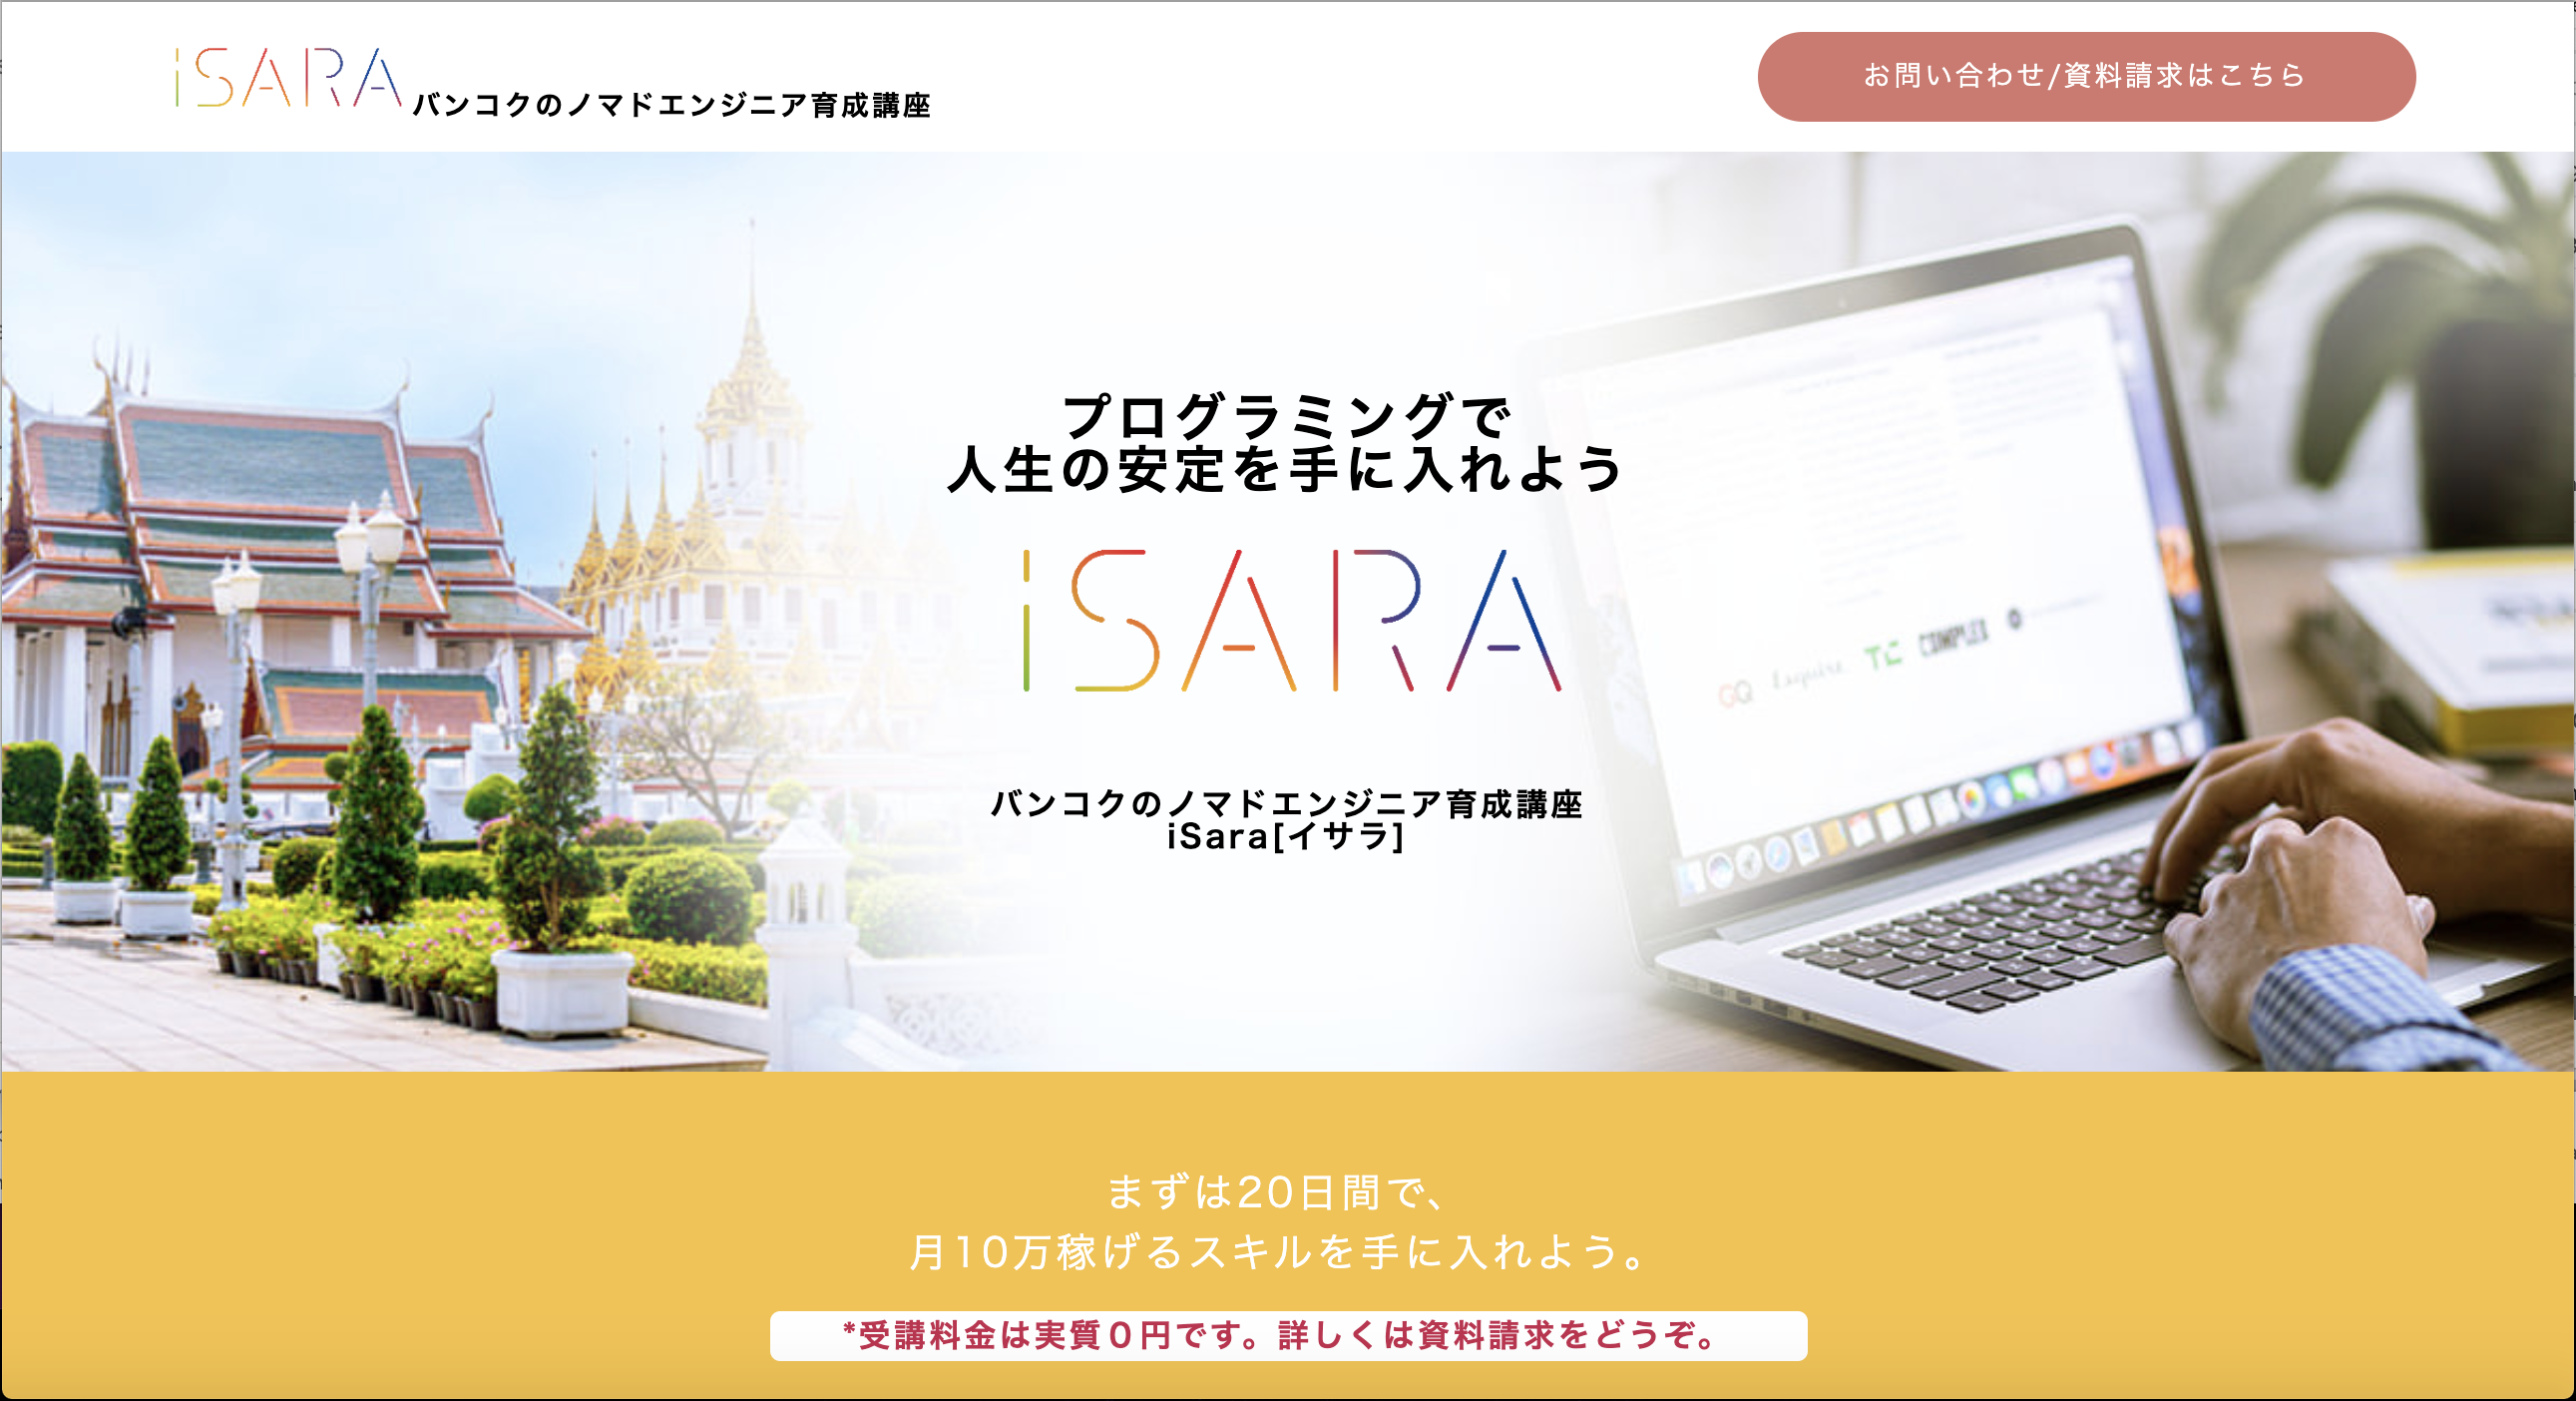 iSARA バンコクのノマドエンジニア育成講座
お問い合わせ/資料請求はこちら
プログラミングで
人生の安定を手に入れよう
iSARA
バンコクのノマドエンジニア育成講座
iSara[イサラ]
GQ Esquire TC COMPLEX
まずは20日間で、
月10万稼げるスキルを手に入れよう。
*受講料金は実質０円です。詳しくは資料請求をどうぞ。